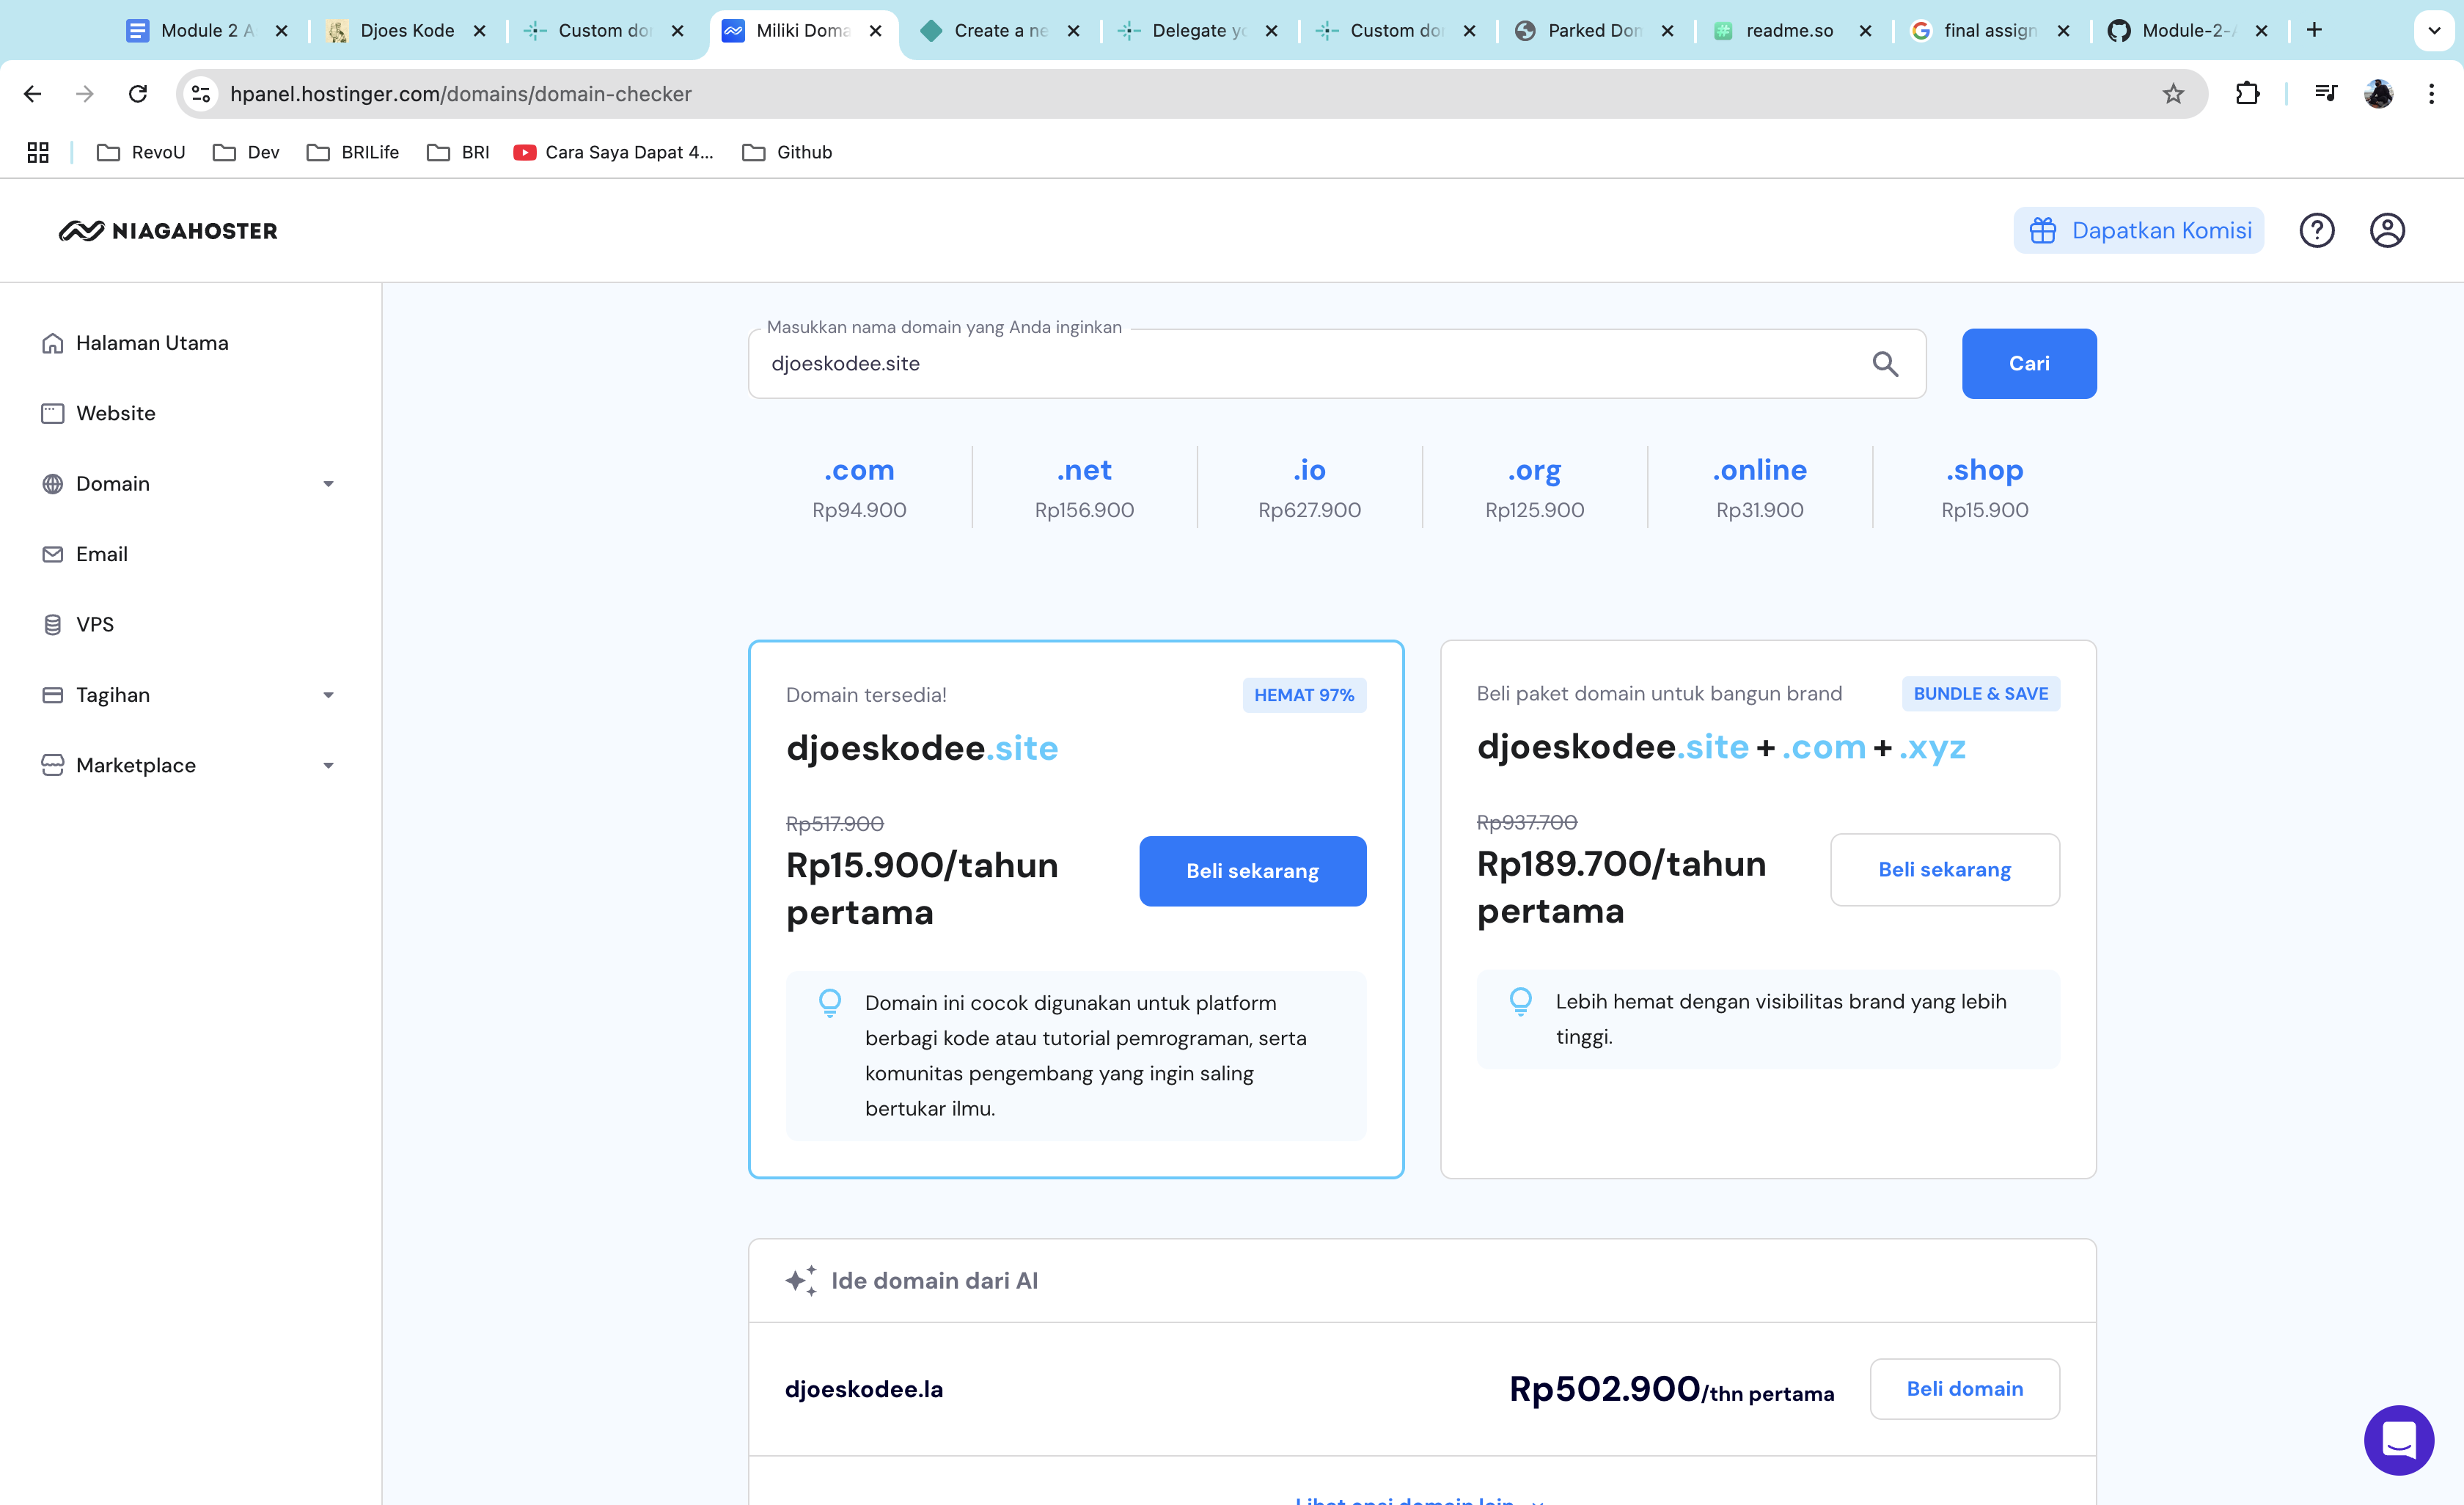 Module 2 A
Djoes Kode
Custom do
Miliki Doma
Create a ne
Delegate yo
Custom do
Parked Don
readme.so
final assign
Module-2-
hpanel.hostinger.com/domains/domain-checker
RevoU
Dev
BRILife
BRI
Cara Saya Dapat 4...
Github
NIAGAHOSTER
Dapatkan Komisi
Halaman Utama
Website
Domain
Email
VPS
Tagihan
Marketplace
Masukkan nama domain yang Anda inginkan
djoeskodee.site
Cari
.com
Rp94.900
.net
Rp156.900
.io
Rp627.900
.org
Rp125.900
.online
Rp31.900
.shop
Rp15.900
Domain tersedia!
HEMAT 97%
djoeskodee.site
Rp517.900
Rp15.900/tahun
pertama
Beli sekarang
Domain ini cocok digunakan untuk platform
berbagi kode atau tutorial pemrograman, serta
komunitas pengembang yang ingin saling
bertukar ilmu.
Beli paket domain untuk bangun brand
BUNDLE & SAVE
djoeskodee.site + .com + .xyz
Rp937.700
Rp189.700/tahun
pertama
Beli sekarang
Lebih hemat dengan visibilitas brand yang lebih
tinggi.
Ide domain dari AI
djoeskodee.la
Rp502.900/thn pertama
Beli domain
Lihat opsi domain lain